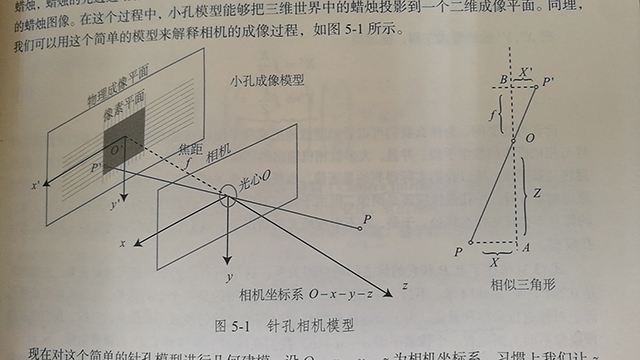 的蜡烛图像。在这个过程中，小孔模型能够把三维世界中的蜡烛投影到一个二维成像平面。同理，
我们可以用这个简单的模型来解释相机的成像过程，如图 5-1 所示。
物理成像平面
小孔成像模型
像素平面
B
X'
P'
f
O'
P'
焦距
f
相机
O
x'
y'
光心O
Z
P
x
y
z
P
A
X
相机坐标系 O-x-y-z
相似三角形
图 5-1 针孔相机模型
现在对这个简单的针孔模型进行几何建模。设
为相机坐标系，习惯上我们让